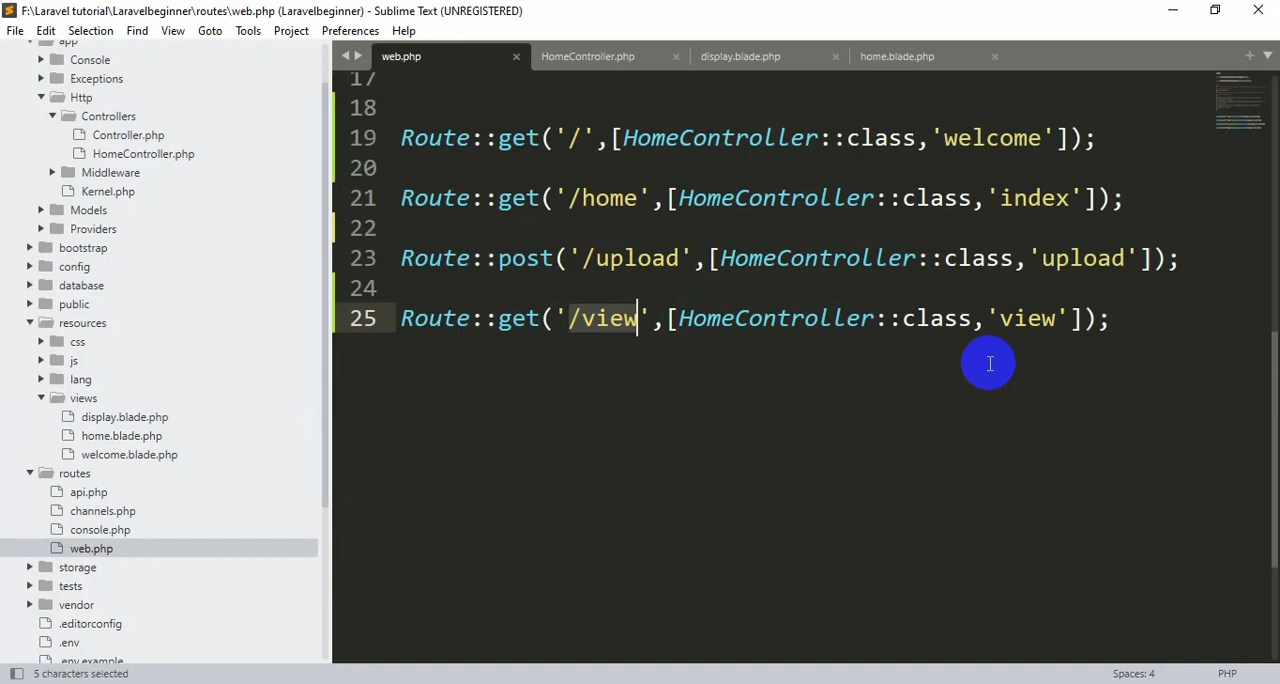 F:\Laravel tutorial\Laravelbeginner\routes\web.php (Laravelbeginner) - Sublime Text (UNREGISTERED)
File Edit Selection Find View Goto Tools Project Preferences Help
app
Console
Exceptions
Http
Controllers
Controller.php
HomeController.php
Middleware
Kernel.php
Models
Providers
bootstrap
config
database
public
resources
css
js
lang
views
display.blade.php
home.blade.php
welcome.blade.php
routes
api.php
channels.php
console.php
web.php
storage
tests
vendor
.editorconfig
.env
.env.example
web.php HomeController.php display.blade.php home.blade.php
17
18
19 Route::get('/',[HomeController::class,'welcome']);
20
21 Route::get('/home',[HomeController::class,'index']);
22
23 Route::post('/upload',[HomeController::class,'upload']);
24
25 Route::get('/view',[HomeController::class,'view']);
5 characters selected Spaces: 4 PHP